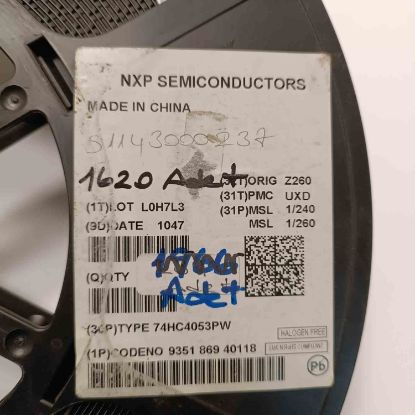 NXP SEMICONDUCTORS
MADE IN CHINA
S1143000237
1620 Adet
ORIG Z260
(1T)LOT L0H7L3
(31T)PMC UXD
(9D)DATE 1047
(31P)MSL 1/240
MSL 1/260
(Q)QTY
Adet
(30P)TYPE 74HC4053PW
HALOGEN FREE
(1P)CODENO 9351 869 40118
Pb